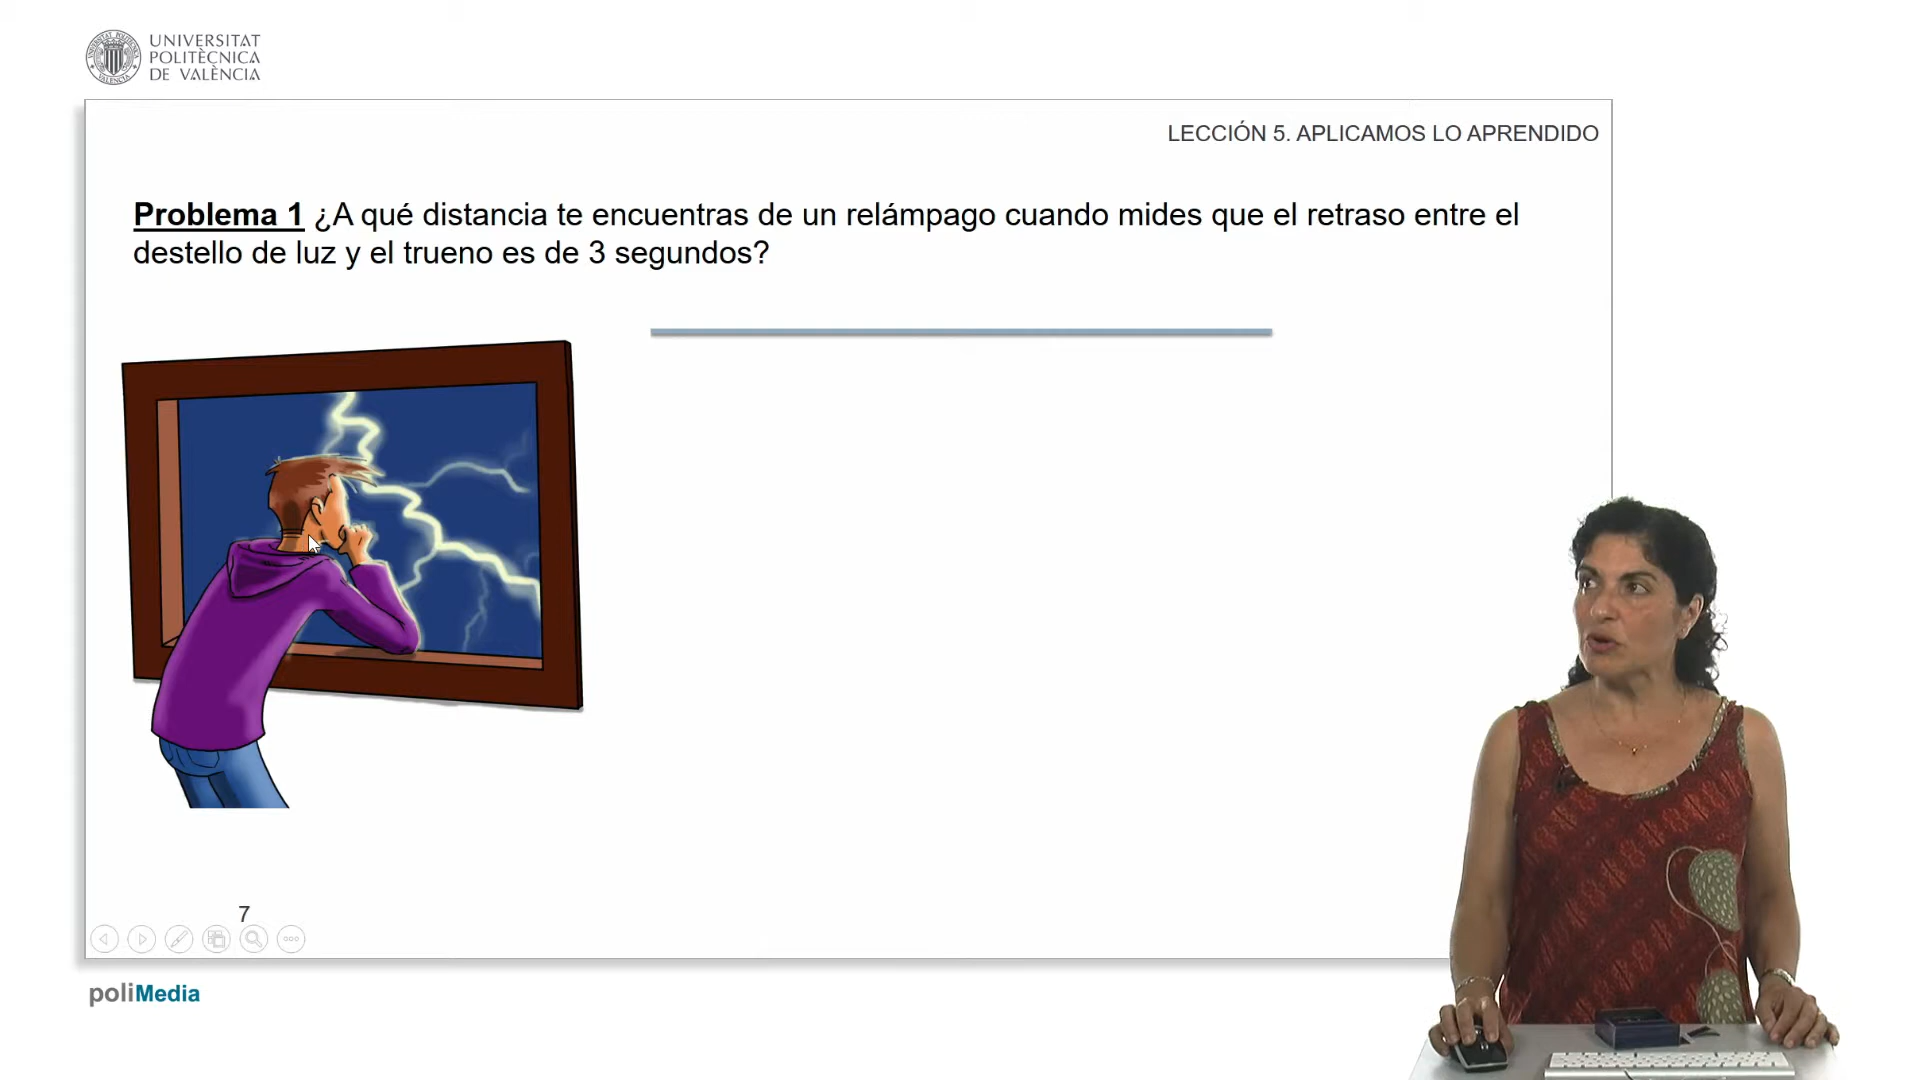 UNIVERSITAT
POLITÈCNICA
DE VALÈNCIA
LECCIÓN 5. APLICAMOS LO APRENDIDO
Problema 1 ¿A qué distancia te encuentras de un relámpago cuando mides que el retraso entre el
destello de luz y el trueno es de 3 segundos?
7
poliMedia